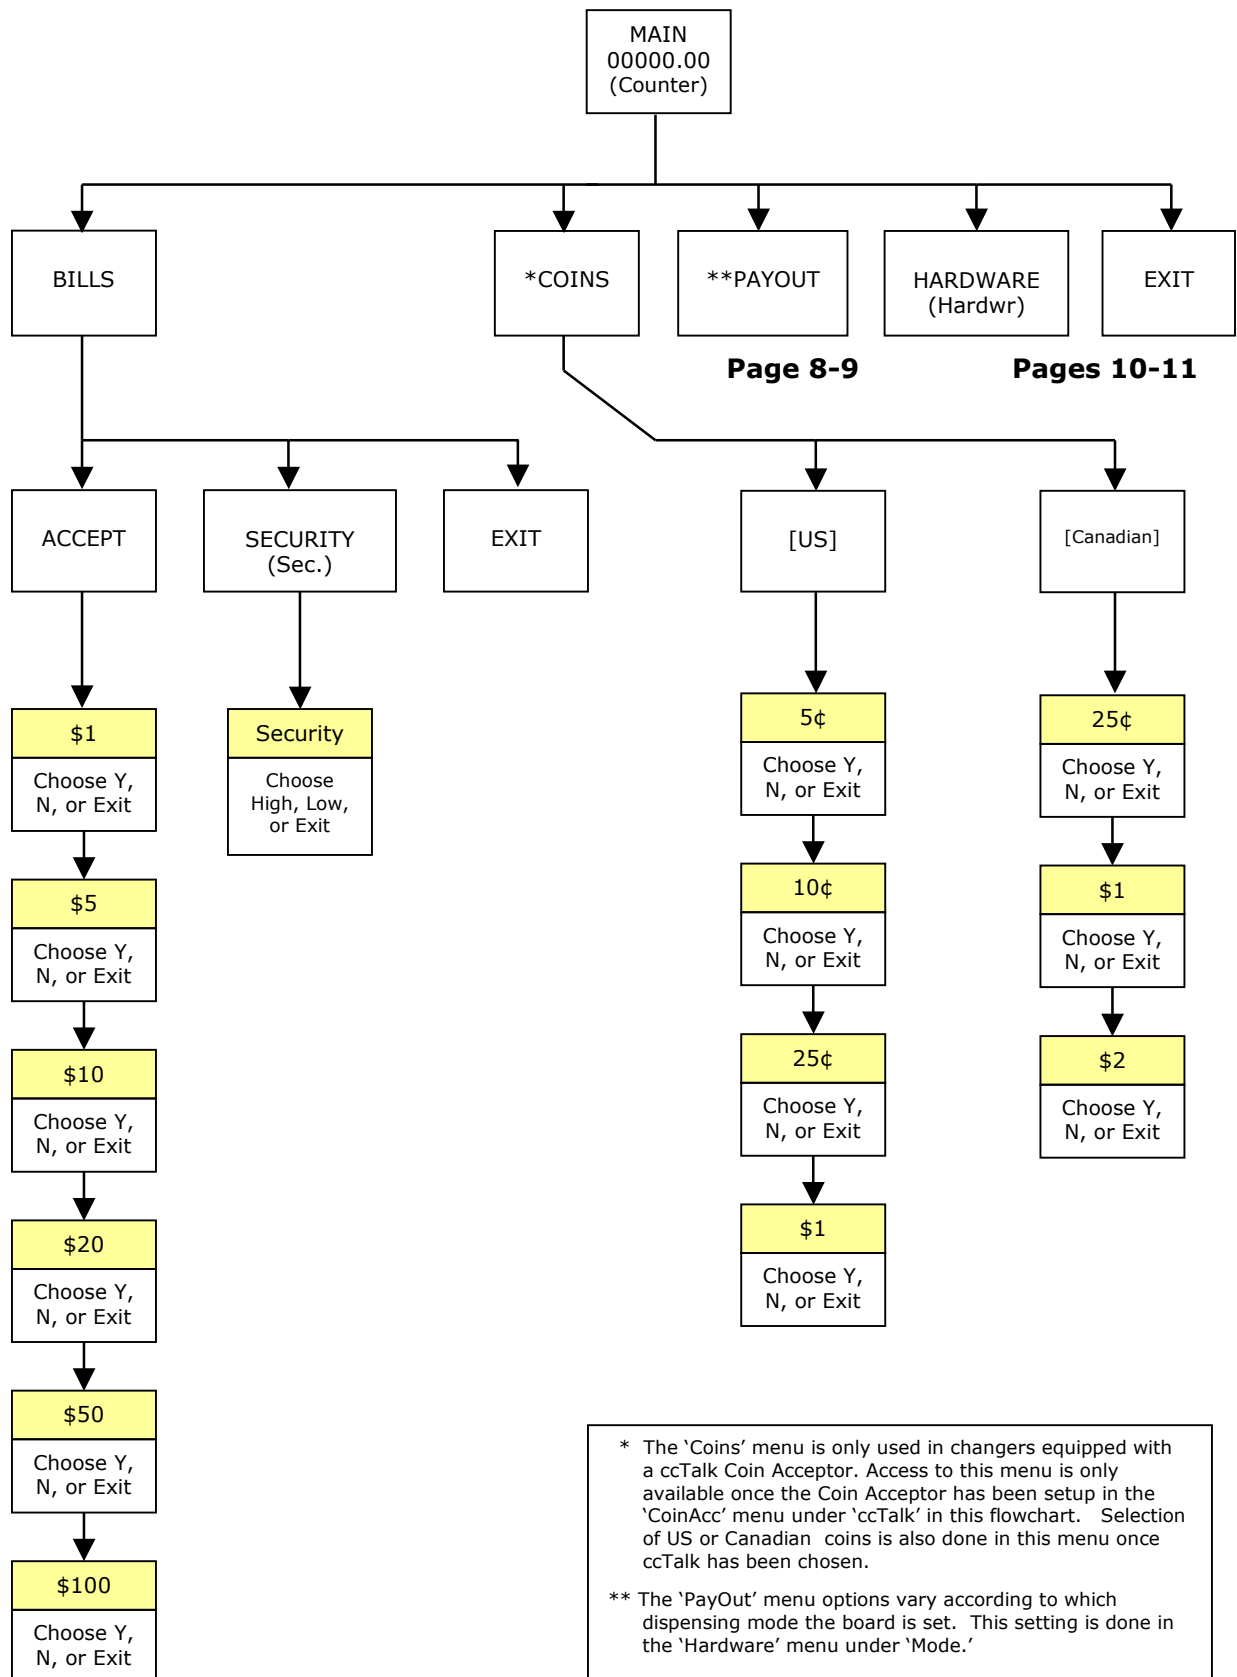 MAIN
00000.00
(Counter)
BILLS
*COINS
**PAYOUT
HARDWARE
(Hardwr)
EXIT
Page 8-9
Pages 10-11
ACCEPT
SECURITY
(Sec.)
EXIT
[US]
[Canadian]
$1
Choose Y,
N, or Exit
$5
Choose Y,
N, or Exit
$10
Choose Y,
N, or Exit
$20
Choose Y,
N, or Exit
$50
Choose Y,
N, or Exit
$100
Choose Y,
N, or Exit
Security
Choose
High, Low,
or Exit
5¢
Choose Y,
N, or Exit
10¢
Choose Y,
N, or Exit
25¢
Choose Y,
N, or Exit
$1
Choose Y,
N, or Exit
25¢
Choose Y,
N, or Exit
$1
Choose Y,
N, or Exit
$2
Choose Y,
N, or Exit
* The ‘Coins’ menu is only used in changers equipped with
a ccTalk Coin Acceptor. Access to this menu is only
available once the Coin Acceptor has been setup in the
‘CoinAcc’ menu under ‘ccTalk’ in this flowchart. Selection
of US or Canadian coins is also done in this menu once
ccTalk has been chosen.
** The ‘PayOut’ menu options vary according to which
dispensing mode the board is set. This setting is done in
the ‘Hardware’ menu under ‘Mode.’